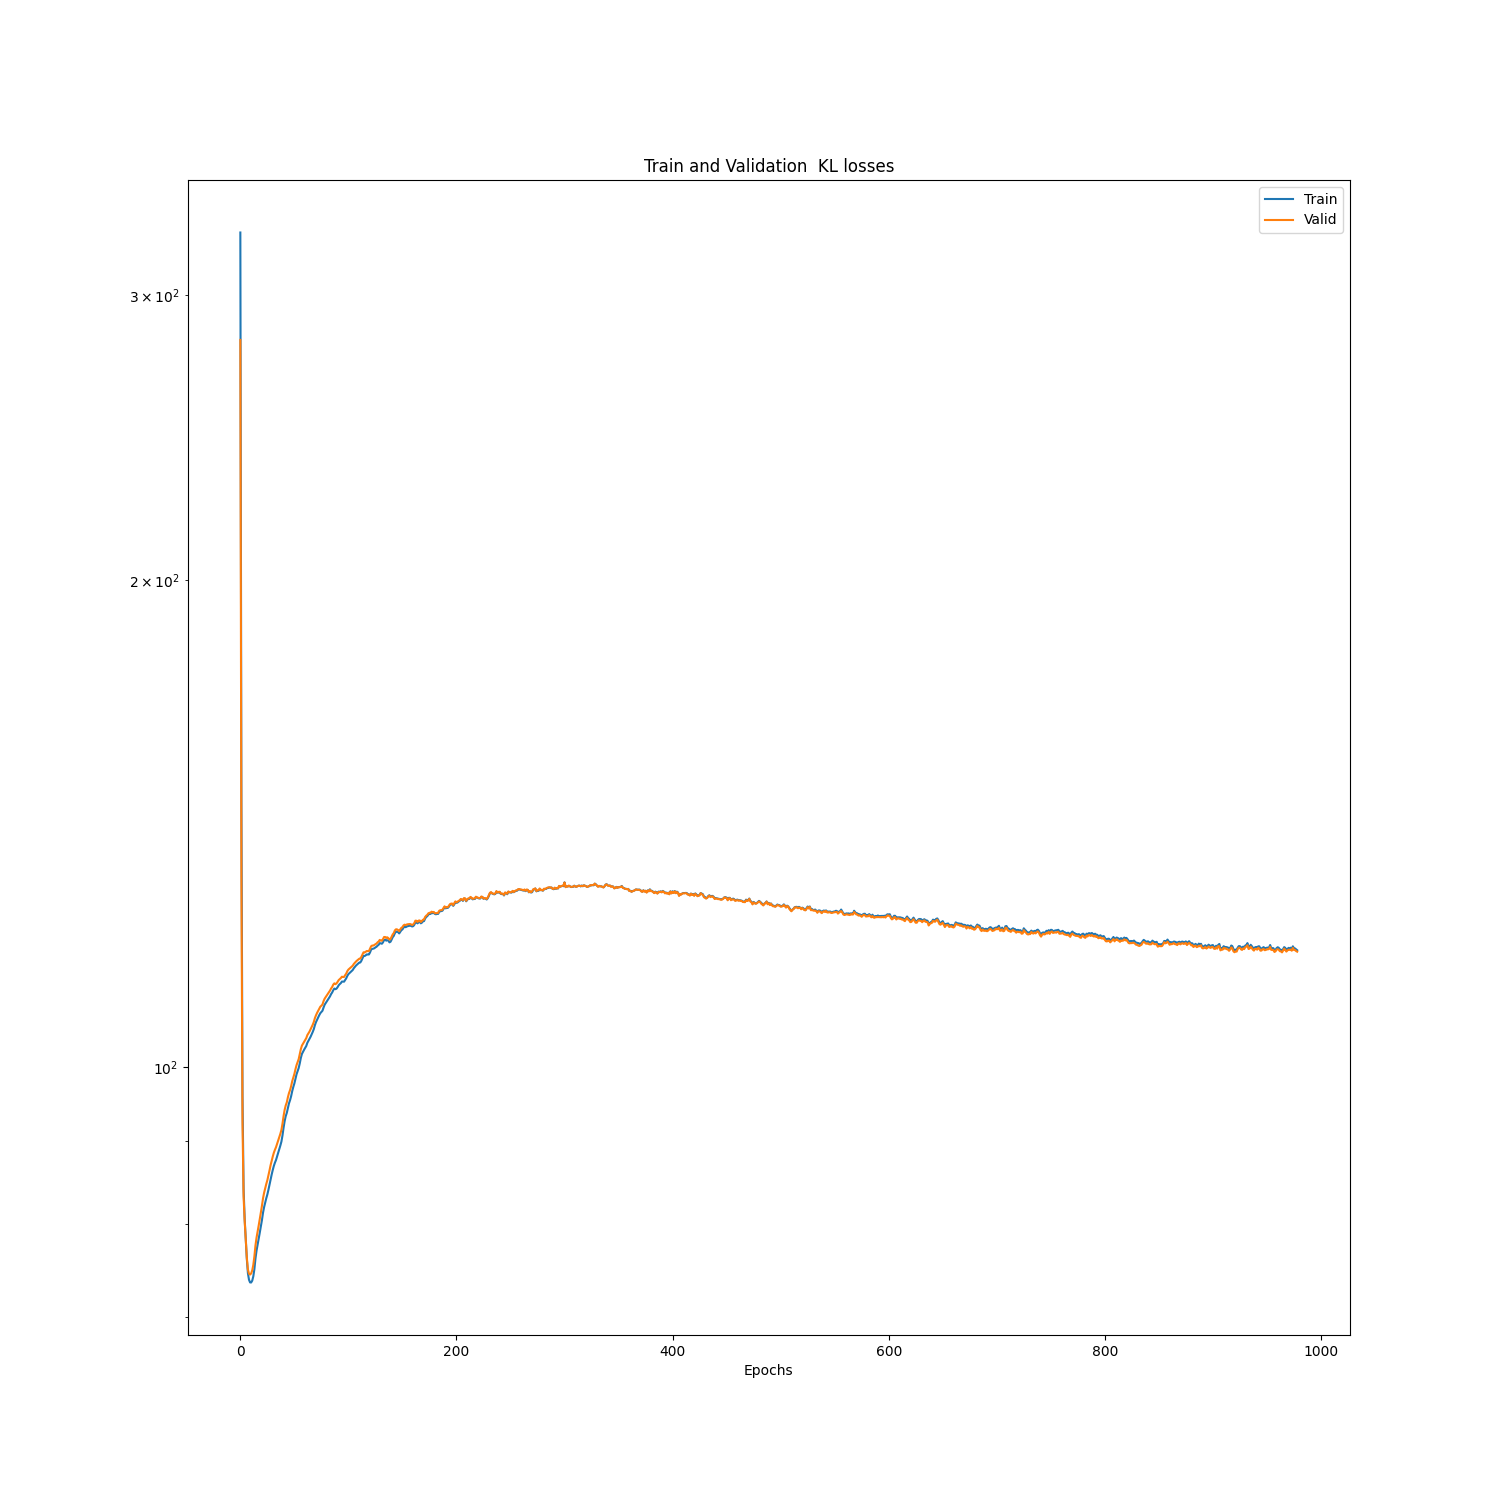 Train and Validation  KL losses
Train
Valid
3 × 10²
2 × 10²
10²
0 200 400 600 800 1000
Epochs